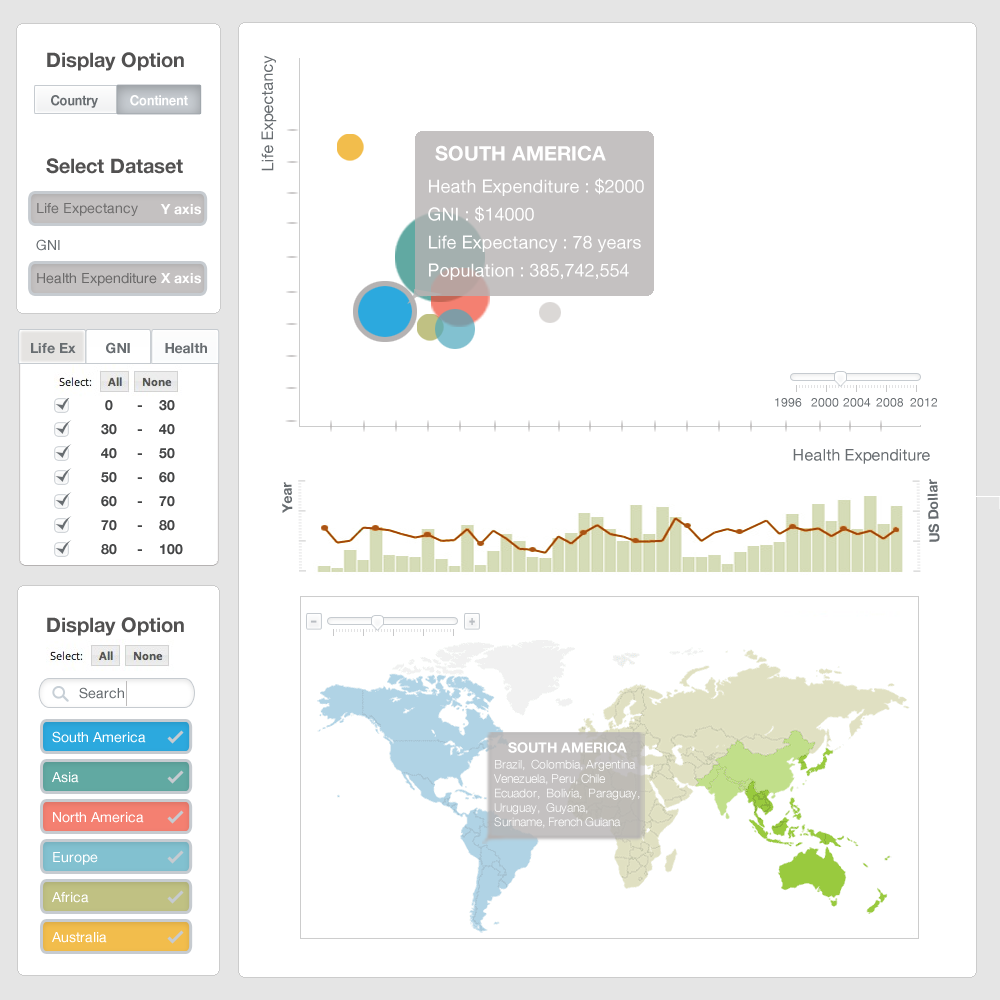 Display Option
Country Continent
Select Dataset
Life Expectancy Y axis
GNI
Health Expenditure X axis
Life Ex GNI Health
Select: All None
0 - 30
30 - 40
40 - 50
50 - 60
60 - 70
70 - 80
80 - 100
Display Option
Select: All None
Search
South America
Asia
North America
Europe
Africa
Australia
Life Expectancy
SOUTH AMERICA
Heath Expenditure : $2000
GNI : $14000
Life Expectancy : 78 years
Population : 385,742,554
1996 2000 2004 2008 2012
Health Expenditure
Year
US Dollar
SOUTH AMERICA
Brazil, Colombia, Argentina
Venezuela, Peru, Chile
Ecuador, Bolivia, Paraguay,
Uruguay, Guyana,
Suriname, French Guiana